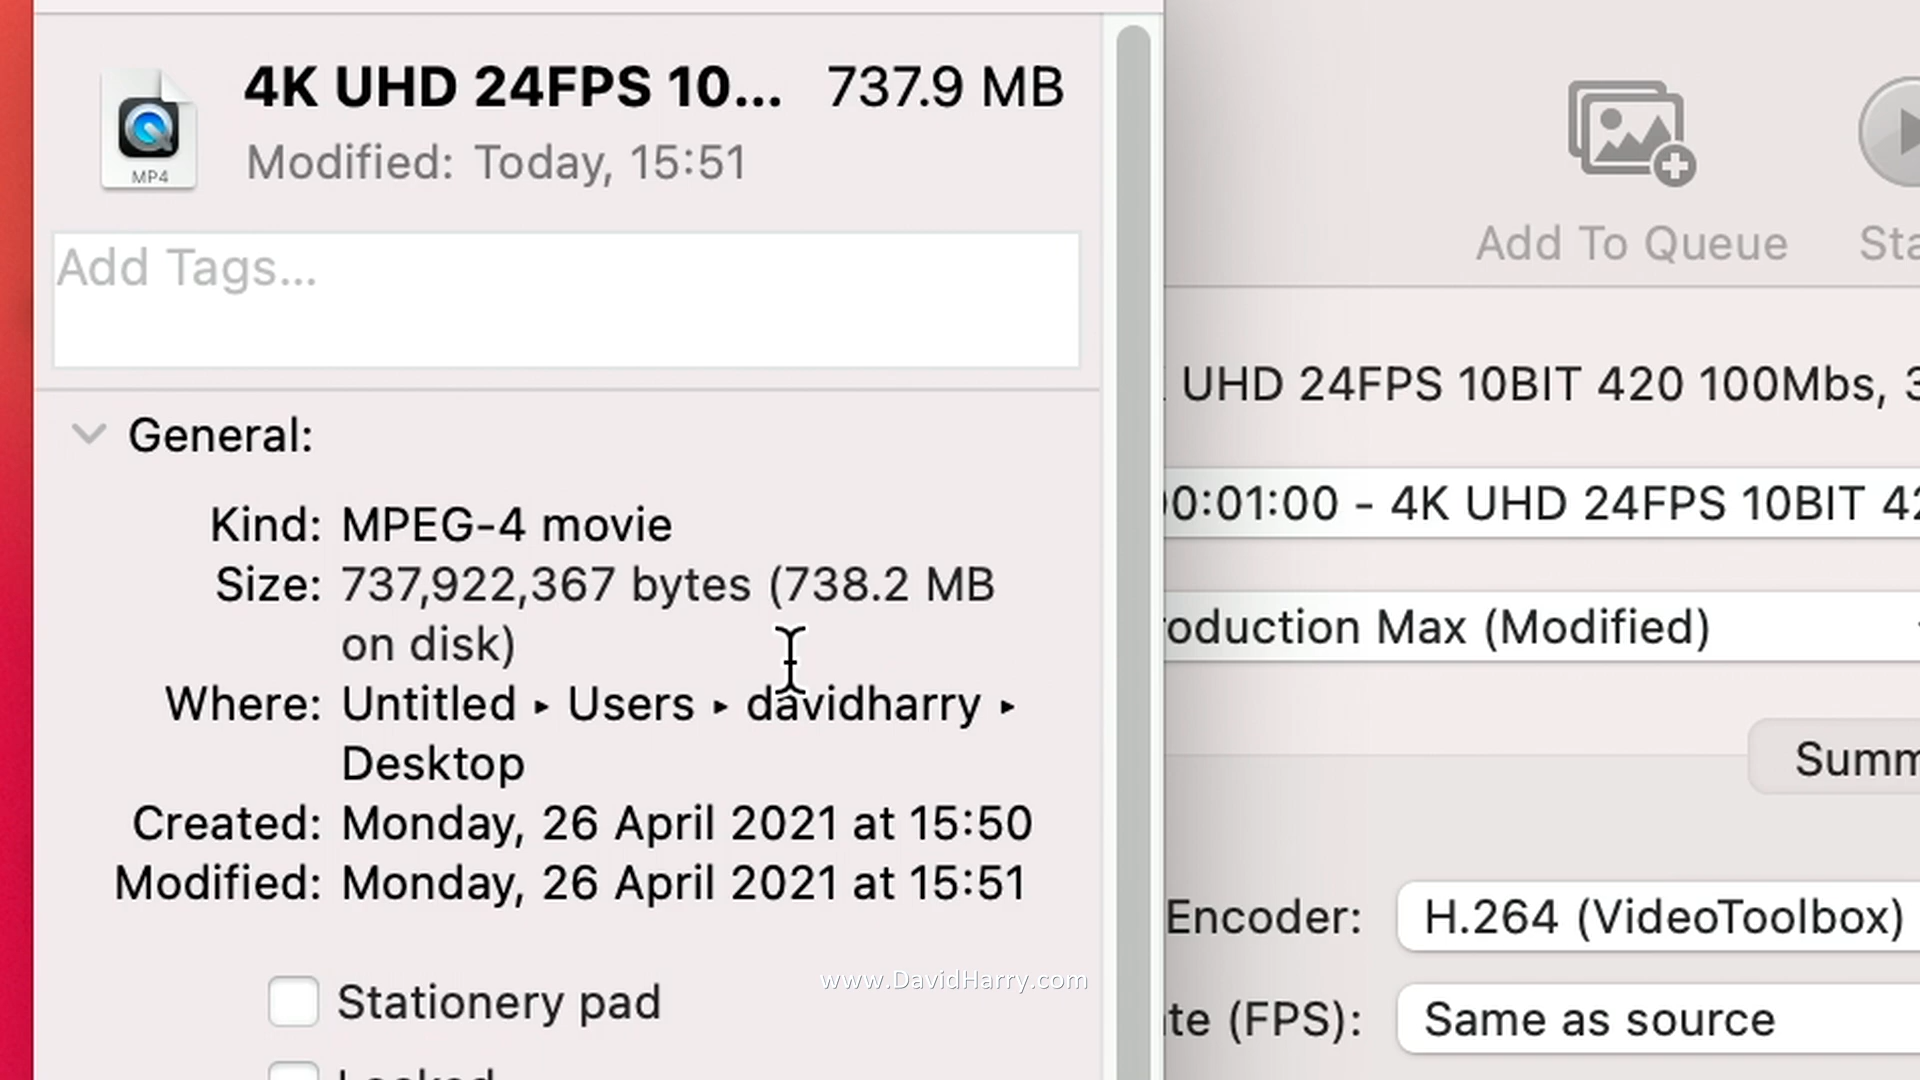 4K UHD 24FPS 10... 737.9 MB
Modified: Today, 15:51
MP4
Add Tags...
General:
Kind: MPEG-4 movie
Size: 737,922,367 bytes (738.2 MB
on disk)
Where: Untitled ▸ Users ▸ davidharry ▸
Desktop
Created: Monday, 26 April 2021 at 15:50
Modified: Monday, 26 April 2021 at 15:51
Stationery pad
www.DavidHarry.com
Add To Queue
UHD 24FPS 10BIT 420 100Mbs,
0:01:00 - 4K UHD 24FPS 10BIT
oduction Max (Modified)
Summ
Encoder: H.264 (VideoToolbox)
te (FPS): Same as source